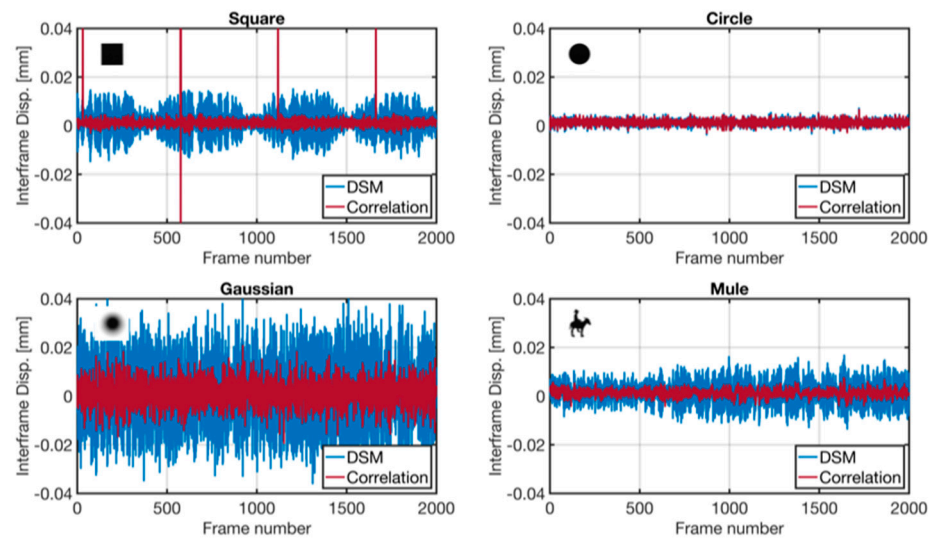 Square
0.04
0.02
0
-0.02
-0.04
Interframe Disp. [mm]
DSM
Correlation
0 500 1000 1500 2000
Frame number
Circle
0.04
0.02
0
-0.02
-0.04
Interframe Disp. [mm]
DSM
Correlation
0 500 1000 1500 2000
Frame number
Gaussian
0.04
0.02
0
-0.02
-0.04
Interframe Disp. [mm]
DSM
Correlation
0 500 1000 1500 2000
Frame number
Mule
0.04
0.02
0
-0.02
-0.04
Interframe Disp. [mm]
DSM
Correlation
0 500 1000 1500 2000
Frame number